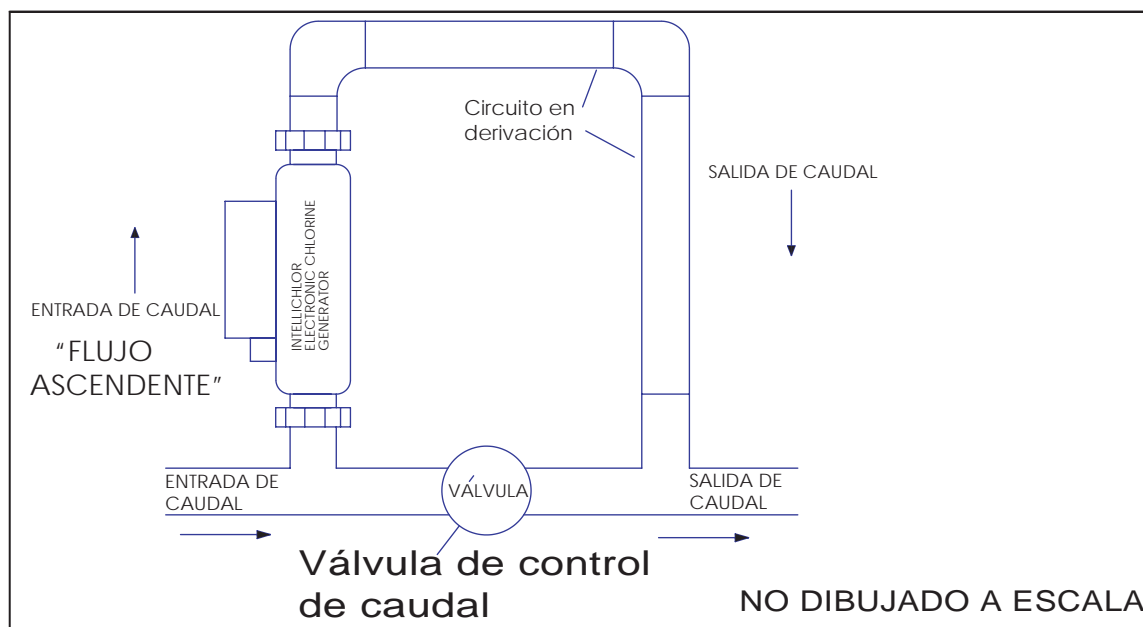 Circuito en
derivación
SALIDA DE CAUDAL
INTELLICHLOR
ELECTRONIC CHLORINE
GENERATOR
ENTRADA DE CAUDAL
“FLUJO
ASCENDENTE”
ENTRADA DE
CAUDAL
VÁLVULA
SALIDA DE
CAUDAL
Válvula de control
de caudal
NO DIBUJADO A ESCALA